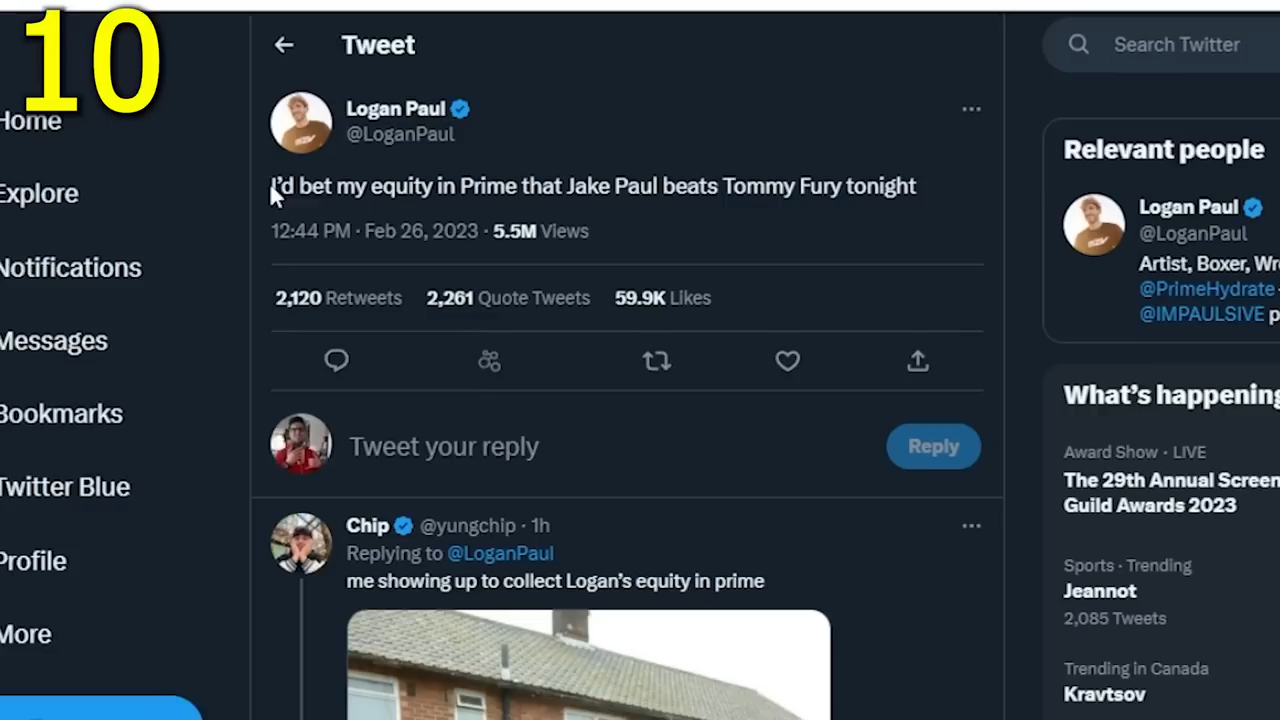 10
Home
Explore
Notifications
Messages
Bookmarks
Twitter Blue
Profile
More
Tweet
Logan Paul
@LoganPaul
I'd bet my equity in Prime that Jake Paul beats Tommy Fury tonight
12:44 PM · Feb 26, 2023 · 5.5M Views
2,120 Retweets 2,261 Quote Tweets 59.9K Likes
Tweet your reply
Reply
Chip @yungchip · 1h
Replying to @LoganPaul
me showing up to collect Logan's equity in prime
Search Twitter
Relevant people
Logan Paul
@LoganPaul
Artist, Boxer, Wr
@PrimeHydrate
@IMPAULSIVE p
What's happening
Award Show · LIVE
The 29th Annual Screen
Guild Awards 2023
Sports · Trending
Jeannot
2,085 Tweets
Trending in Canada
Kravtsov